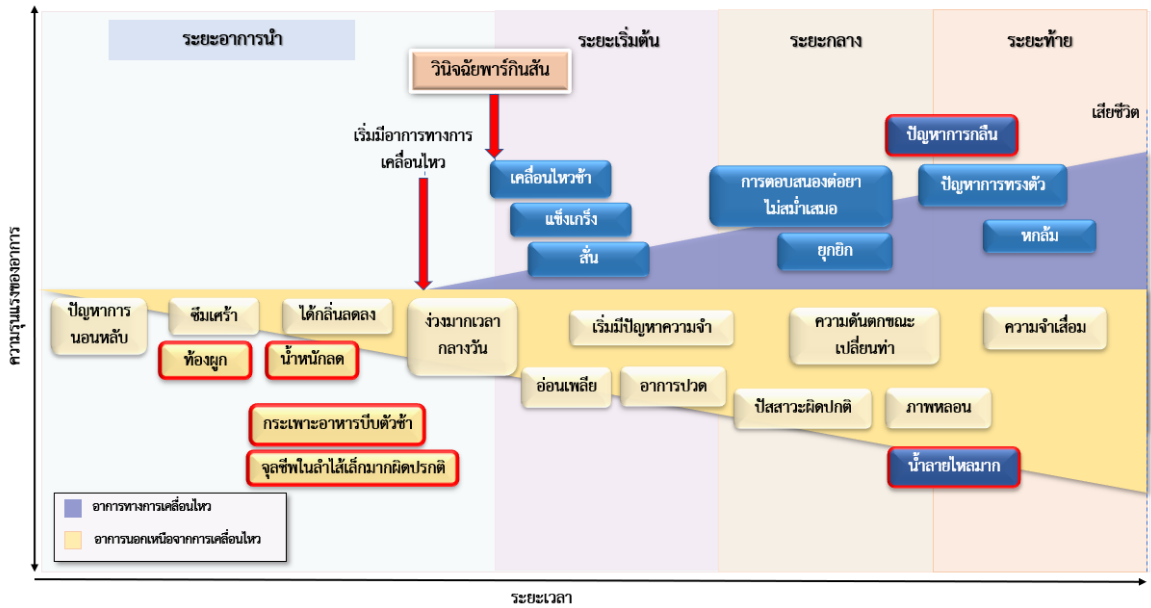 ระยะอาการนำ
ระยะเริ่มต้น
ระยะกลาง
ระยะท้าย
วินิจฉัยพาร์กินสัน
เสียชีวิต
เริ่มมีอาการทางการ
เคลื่อนไหว
ปัญหาการกลืน
เคลื่อนไหวช้า
การตอบสนองต่อยา
ไม่สม่ำเสมอ
ปัญหาการทรงตัว
แข็งเกร็ง
หกล้ม
สั่น
ยุกยิก
ความรุนแรงของอาการ
ปัญหาการ
นอนหลับ
ซึมเศร้า
ได้กลิ่นลดลง
ง่วงมากเวลา
กลางวัน
เริ่มมีปัญหาความจำ
ความดันตกขณะ
เปลี่ยนท่า
ความจำเสื่อม
ท้องผูก
น้ำหนักลด
อ่อนเพลีย
อาการปวด
ปัสสาวะผิดปกติ
ภาพหลอน
กระเพาะอาหารบีบตัวช้า
จุลชีพในลำไส้เล็กมากผิดปรกติ
น้ำลายไหลมาก
อาการทางการเคลื่อนไหว
อาการนอกเหนือจากการเคลื่อนไหว
ระยะเวลา